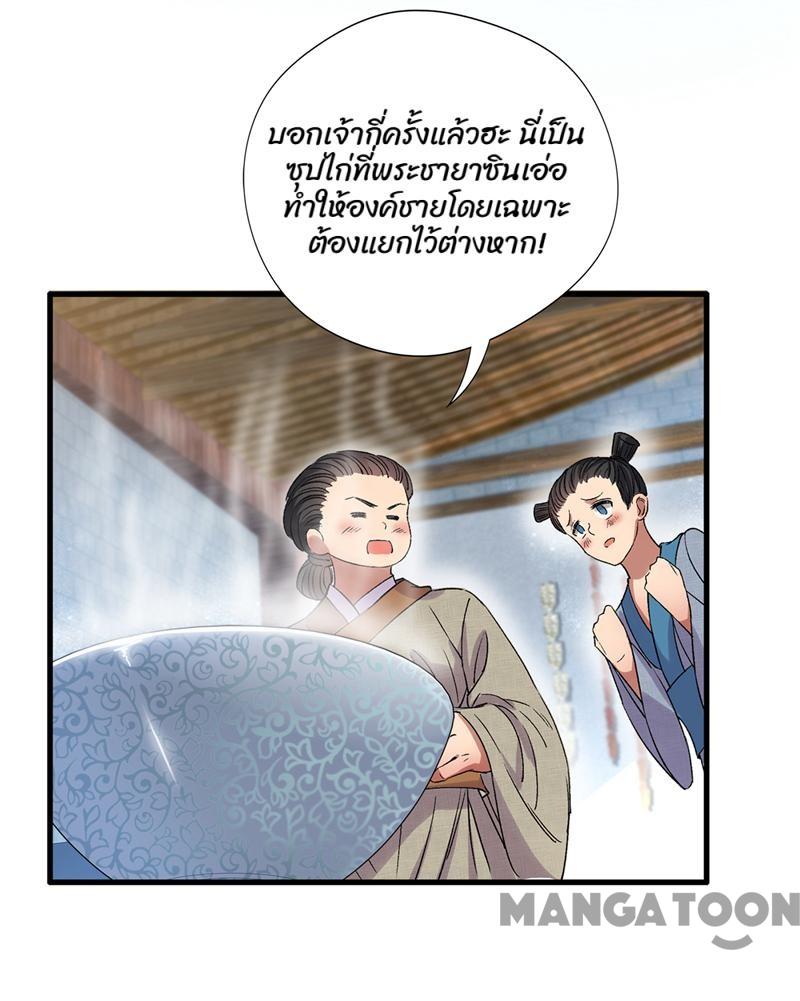 บอกเจ้ากี่ครั้งแล้วฮะ นี่เป็น
ซุปไก่ที่พระชายาซินเอ๋อ
ทำให้องค์ชายโดยเฉพาะ
ต้องแยกไว้ต่างหาก!
MANGATOON